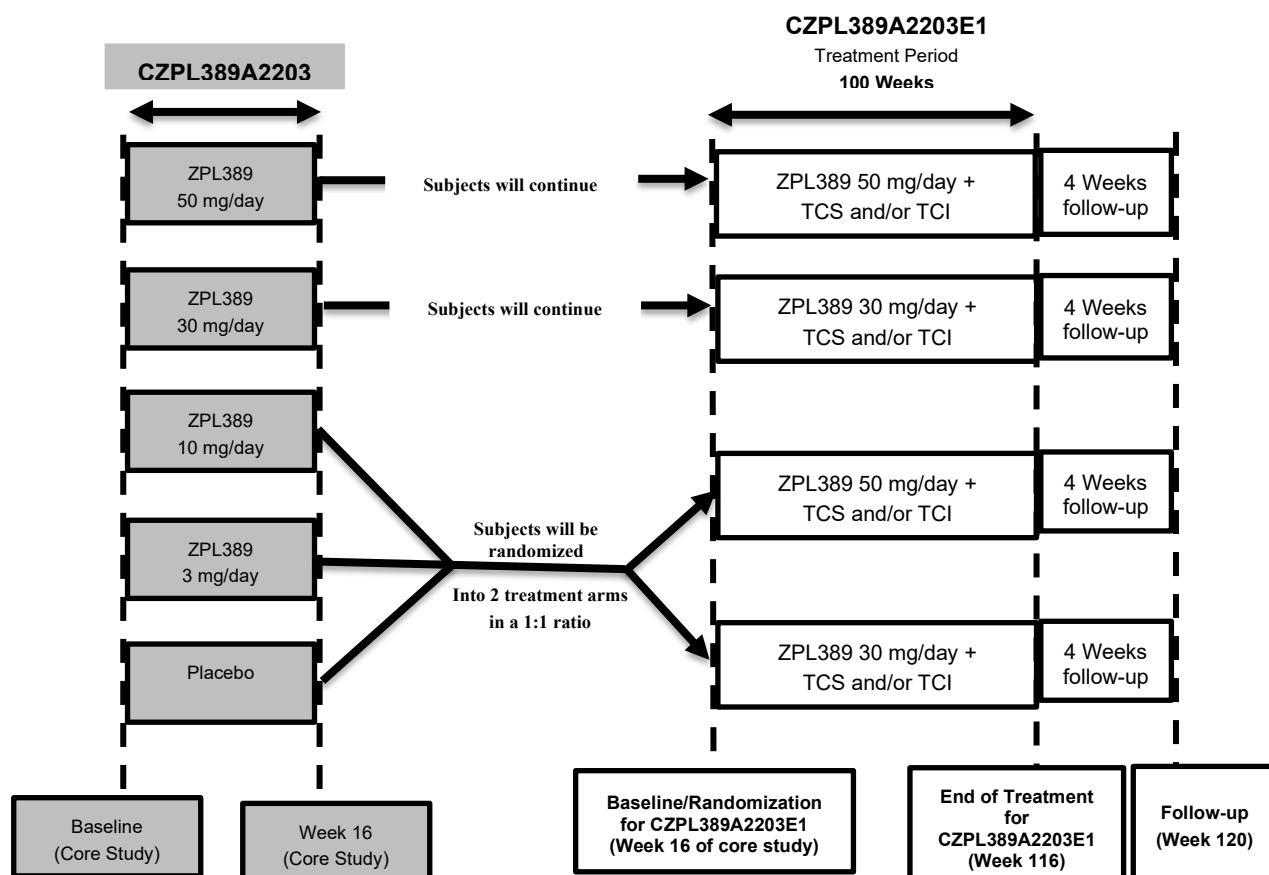 CZPL389A2203E1
Treatment Period
100 Weeks
CZPL389A2203
ZPL389
50 mg/day
Subjects will continue
ZPL389 50 mg/day +
TCS and/or TCI
4 Weeks
follow-up
ZPL389
30 mg/day
Subjects will continue
ZPL389 30 mg/day +
TCS and/or TCI
4 Weeks
follow-up
ZPL389
10 mg/day
ZPL389
3 mg/day
Placebo
Subjects will be
randomized
Into 2 treatment arms
in a 1:1 ratio
ZPL389 50 mg/day +
TCS and/or TCI
4 Weeks
follow-up
ZPL389 30 mg/day +
TCS and/or TCI
4 Weeks
follow-up
Baseline
(Core Study)
Week 16
(Core Study)
Baseline/Randomization
for CZPL389A2203E1
(Week 16 of core study)
End of Treatment
for
CZPL389A2203E1
(Week 116)
Follow-up
(Week 120)